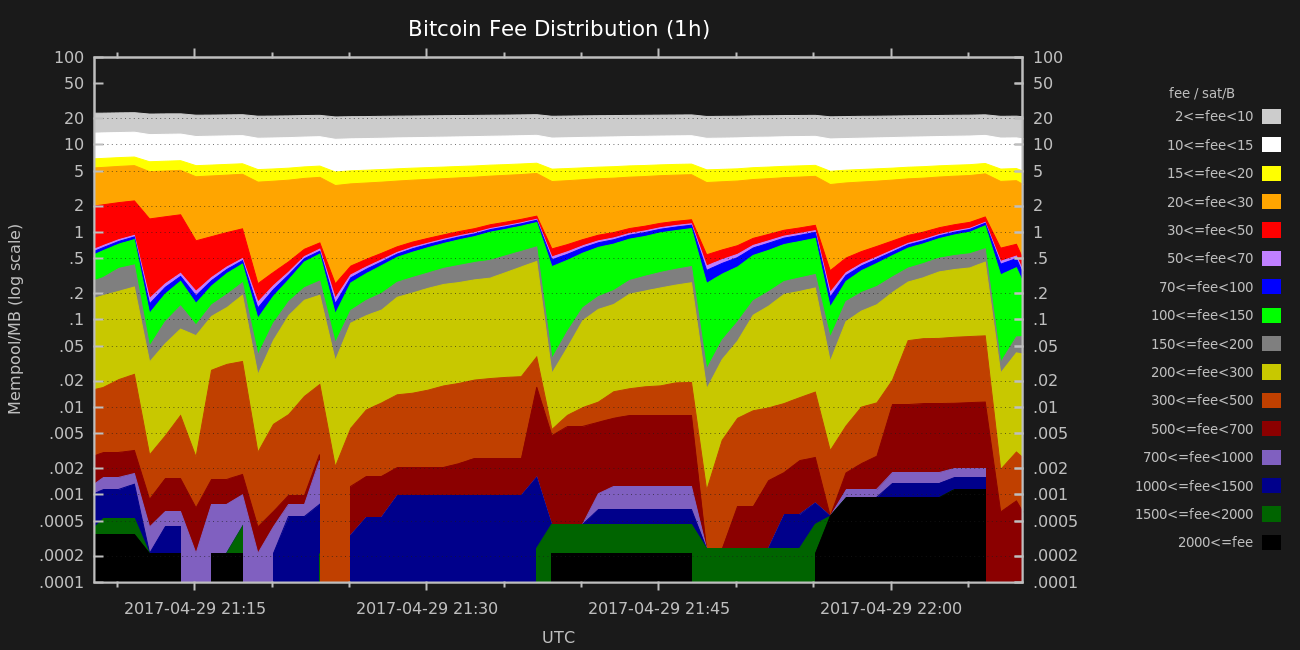 Bitcoin Fee Distribution (1h)
100
50
20
10
5
2
1
.5
.2
.1
.05
.02
.01
.005
.002
.001
.0005
.0002
.0001
Mempool/MB (log scale)
100
50
20
10
5
2
1
.5
.2
.1
.05
.02
.01
.005
.002
.001
.0005
.0002
.0001
2017-04-29 21:15
2017-04-29 21:30
2017-04-29 21:45
2017-04-29 22:00
UTC
fee / sat/B
2<=fee<10
10<=fee<15
15<=fee<20
20<=fee<30
30<=fee<50
50<=fee<70
70<=fee<100
100<=fee<150
150<=fee<200
200<=fee<300
300<=fee<500
500<=fee<700
700<=fee<1000
1000<=fee<1500
1500<=fee<2000
2000<=fee